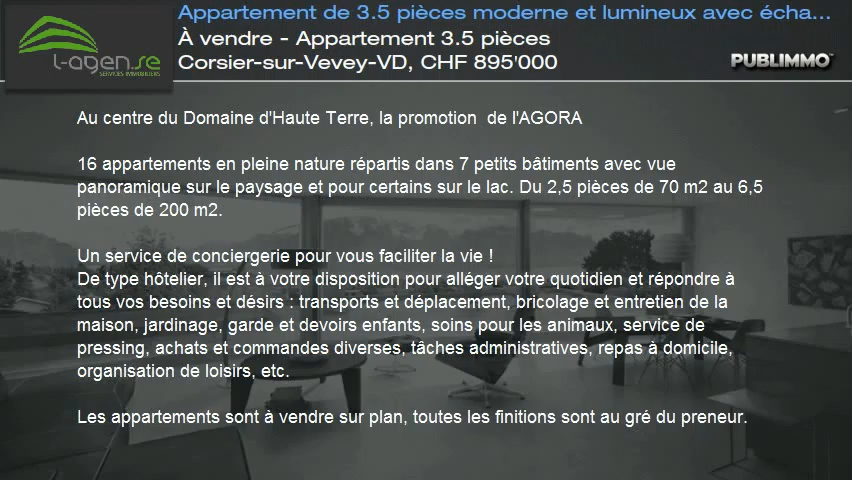 Appartement de 3.5 pièces moderne et lumineux avec écha...
À vendre - Appartement 3.5 pièces
Corsier-sur-Vevey-VD, CHF 895'000
l-agen.se
SERVICES IMMOBILIERS
PUBLIMMO
Au centre du Domaine d'Haute Terre, la promotion  de l'AGORA
16 appartements en pleine nature répartis dans 7 petits bâtiments avec vue
panoramique sur le paysage et pour certains sur le lac. Du 2,5 pièces de 70 m2 au 6,5
pièces de 200 m2.
Un service de conciergerie pour vous faciliter la vie !
De type hôtelier, il est à votre disposition pour alléger votre quotidien et répondre à
tous vos besoins et désirs : transports et déplacement, bricolage et entretien de la
maison, jardinage, garde et devoirs enfants, soins pour les animaux, service de
pressing, achats et commandes diverses, tâches administratives, repas à domicile,
organisation de loisirs, etc.
Les appartements sont à vendre sur plan, toutes les finitions sont au gré du preneur.